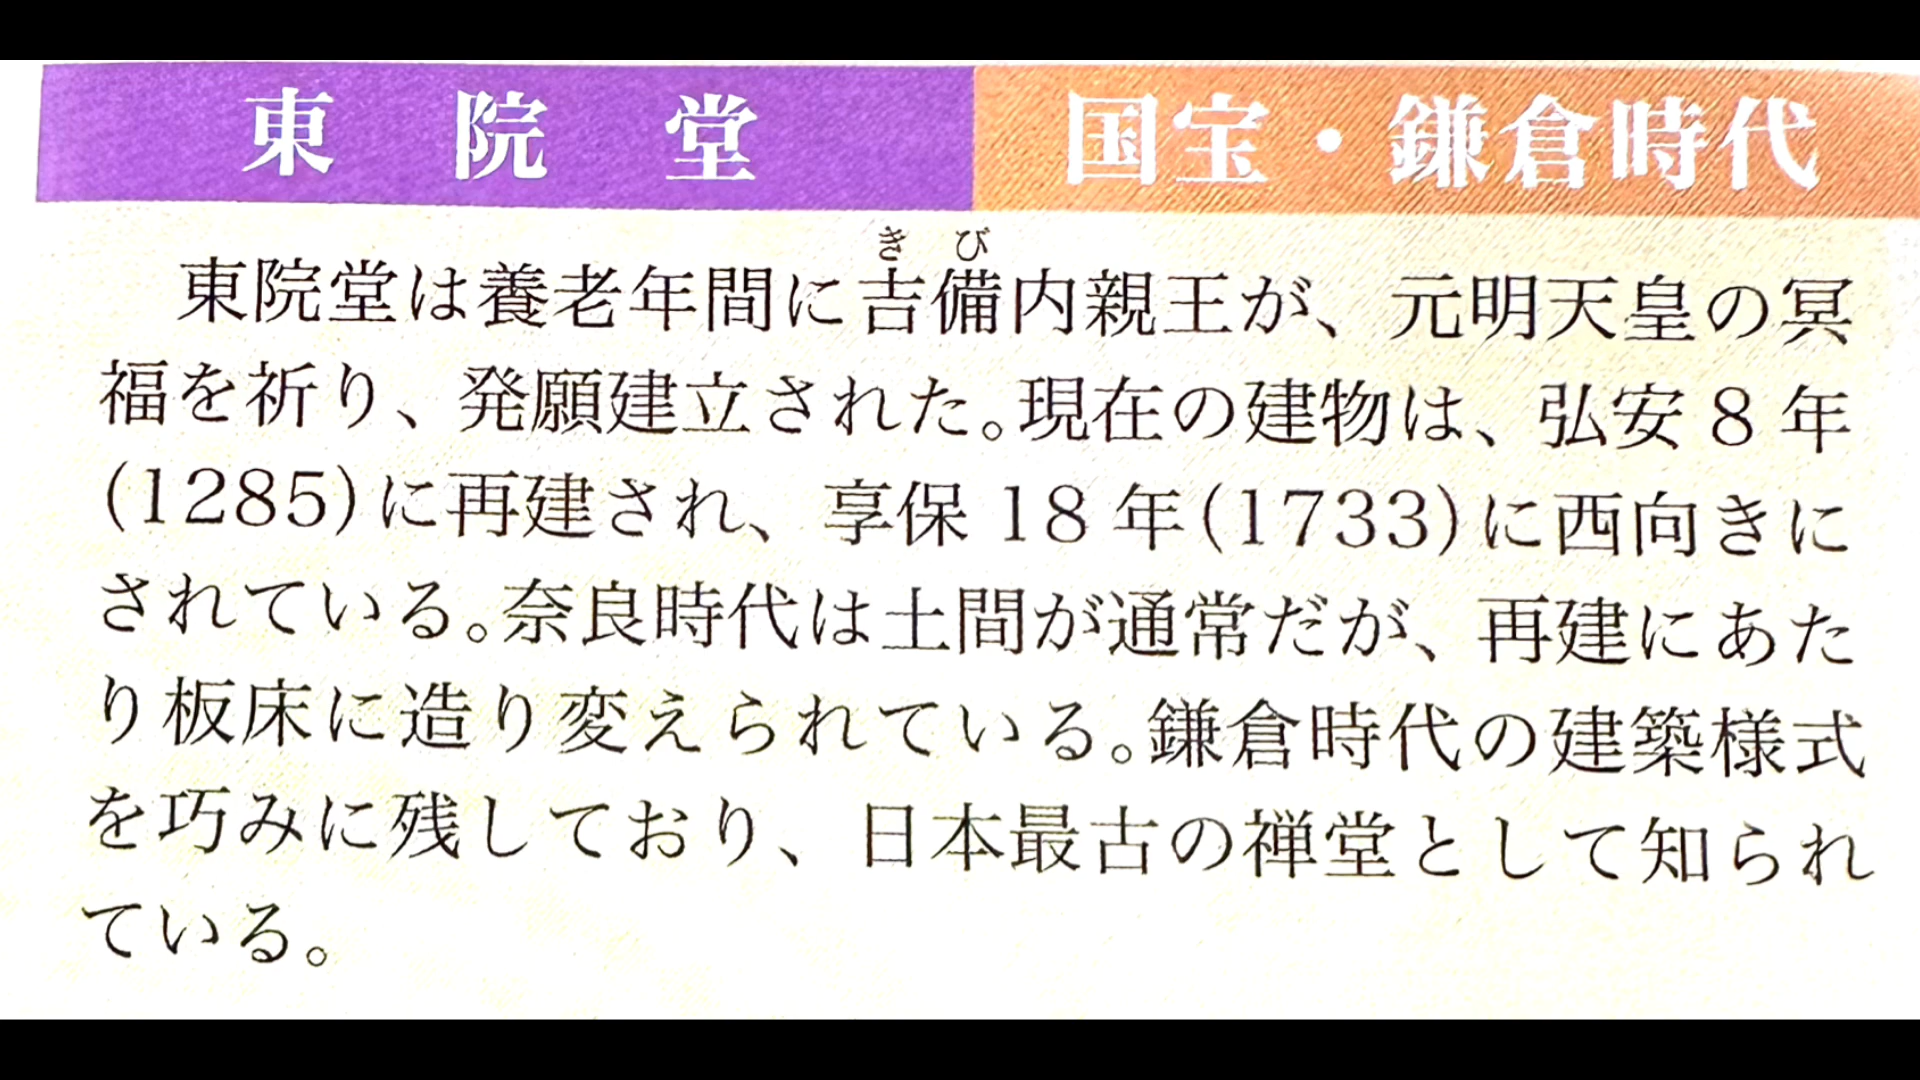 東院堂 国宝・鎌倉時代
きび
東院堂は養老年間に吉備内親王が、元明天皇の冥
福を祈り、発願建立された。現在の建物は、弘安8年
(1285)に再建され、享保18年(1733)に西向きに
されている。奈良時代は土間が通常だが、再建にあた
り板床に造り変えられている。鎌倉時代の建築様式
を巧みに残しており、日本最古の禅堂として知られ
ている。